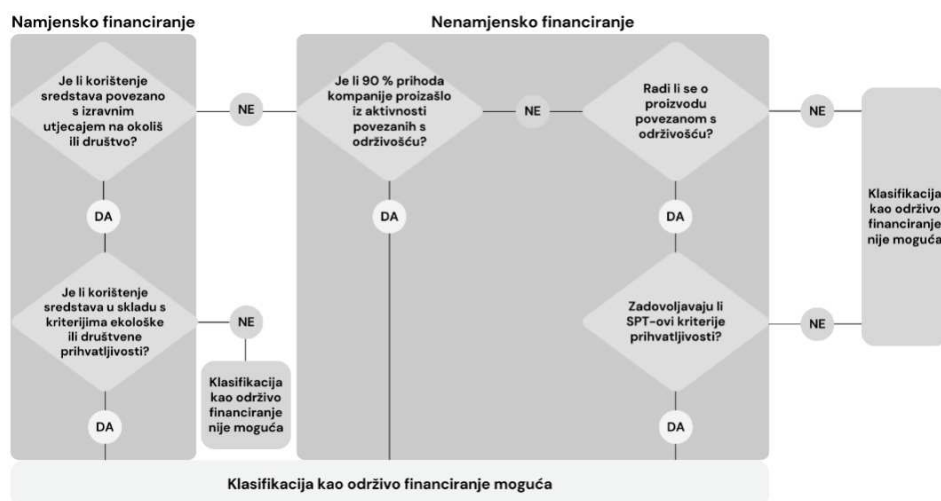 Namjensko financiranje
Nenamjensko financiranje
Je li korištenje
sredstava povezano
s izravnim
utjecajem na okoliš
ili društvo?
NE
Je li 90 % prihoda
kompanije proizašlo
iz aktivnosti
povezanih s
održivošću?
NE
Radi li se o
proizvodu
povezanom s
održivošću?
NE
Klasifikacija
kao održivo
financiranje
nije moguća
DA
DA
DA
Je li korištenje
sredstava u skladu s
kriterijima ekološke
ili društvene
prihvatljivosti?
NE
Klasifikacija
kao održivo
financiranje
nije moguća
Zadovoljavaju li
SPT-ovi kriterije
prihvatljivosti?
NE
DA
DA
Klasifikacija kao održivo financiranje moguća